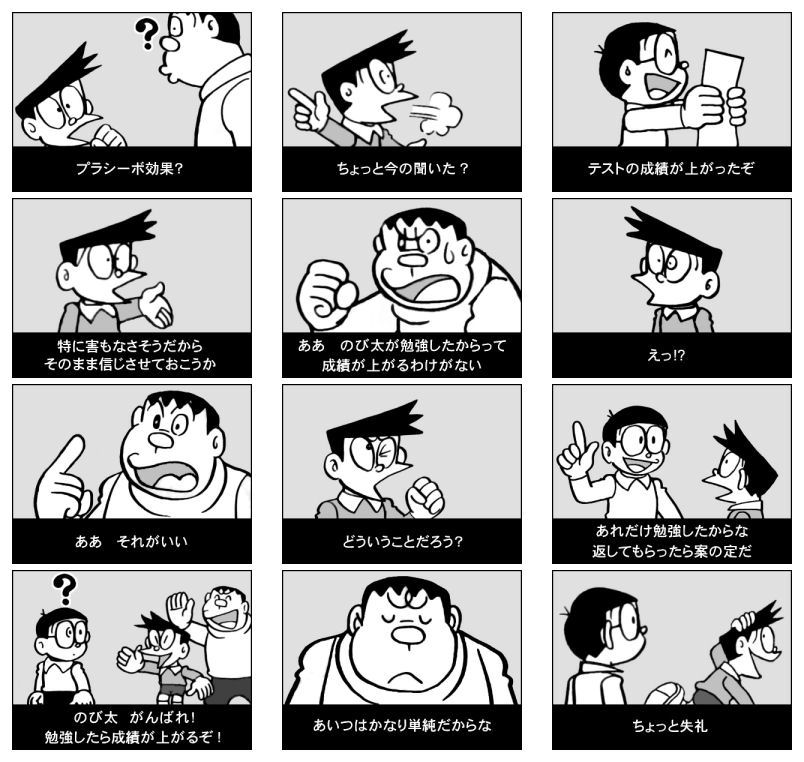 テストの成績が上がったぞ
えっ!?
あれだけ勉強したからな
返してもらったら案の定だ
ちょっと失礼
ちょっと今の聞いた?
ああ　のび太が勉強したからって
成績が上がるわけがない
どういうことだろう?
あいつはかなり単純だからな
?
プラシーボ効果?
特に害もなさそうだから
そのまま信じさせておこうか
ああ　それがいい
?
のび太　がんばれ!
勉強したら成績が上がるぞ!